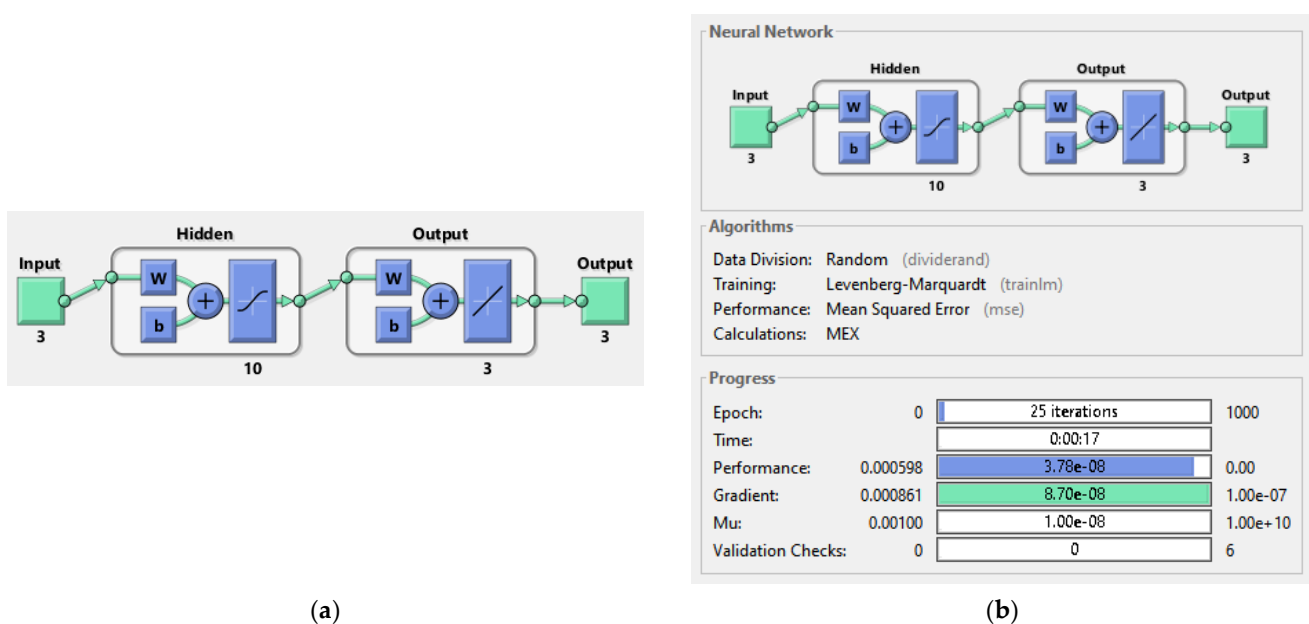 Hidden
Output
Input
Output
W
W
b
b
3
3
10
3
(a)
Neural Network
Hidden
Output
Input
Output
W
W
b
b
3
3
10
3
Algorithms
Data Division: Random (dividerand)
Training: Levenberg-Marquardt (trainlm)
Performance: Mean Squared Error (mse)
Calculations: MEX
Progress
Epoch: 0 25 iterations 1000
Time: 0:00:17
Performance: 0.000598 3.78e-08 0.00
Gradient: 0.000861 8.70e-08 1.00e-07
Mu: 0.00100 1.00e-08 1.00e+10
Validation Checks: 0 0 6
(b)